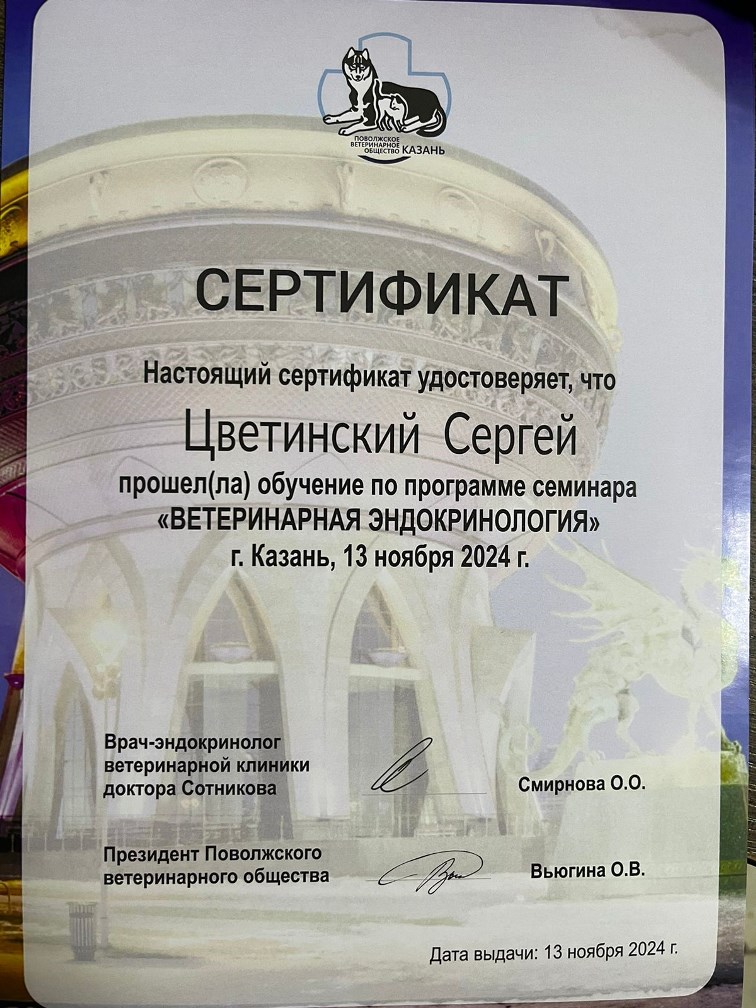 ПОВОЛЖСКОЕ
ВЕТЕРИНАРНОЕ
ОБЩЕСТВО КАЗАНЬ
СЕРТИФИКАТ
Настоящий сертификат удостоверяет, что
Цветинский Сергей
прошел(ла) обучение по программе семинара
«ВЕТЕРИНАРНАЯ ЭНДОКРИНОЛОГИЯ»
г. Казань, 13 ноября 2024 г.
Врач-эндокринолог
ветеринарной клиники
доктора Сотникова
Смирнова О.О.
Президент Поволжского
ветеринарного общества
Вьюгина О.В.
Дата выдачи: 13 ноября 2024 г.